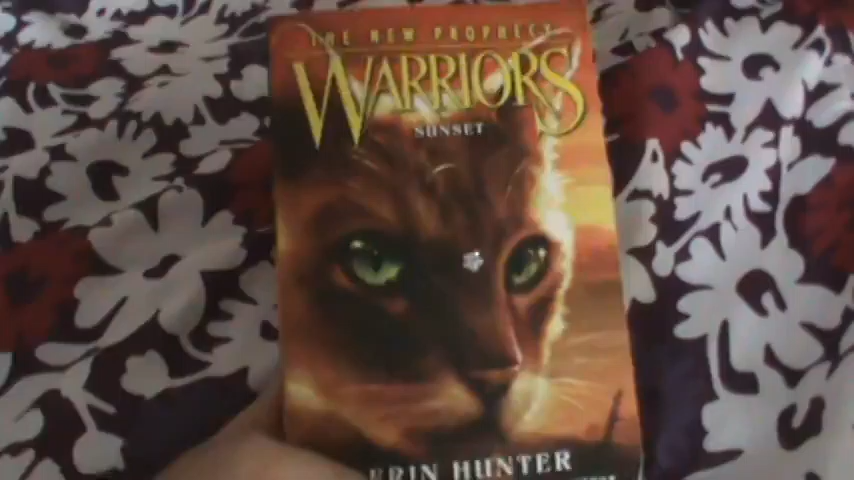 THE NEW PROPHECY
WARRIORS
SUNSET
ERIN HUNTER